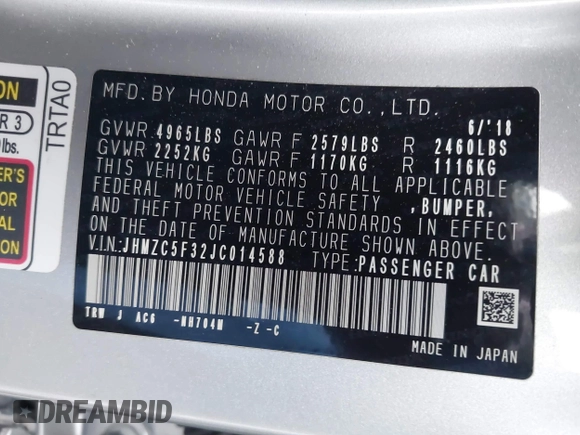 MFD.BY HONDA MOTOR CO.,LTD.
6/'18
GVWR 4965LBS GAWR F 2579LBS R 2460LBS
GVWR 2252KG GAWR F 1170KG R 1116KG
THIS VEHICLE CONFORMS TO ALL APPLICABLE
FEDERAL MOTOR VEHICLE SAFETY ,BUMPER,
AND THEFT PREVENTION STANDARDS IN EFFECT
ON THE DATE OF MANUFACTURE SHOWN ABOVE.
V.I.N:JHMZC5F32JC014588 TYPE:PASSENGER CAR
TRW J AC6 -NH704M -Z -C
MADE IN JAPAN
TRTA0
ION
R 3
lbs.
ER'S
OR
AL
ON
DREAMBID